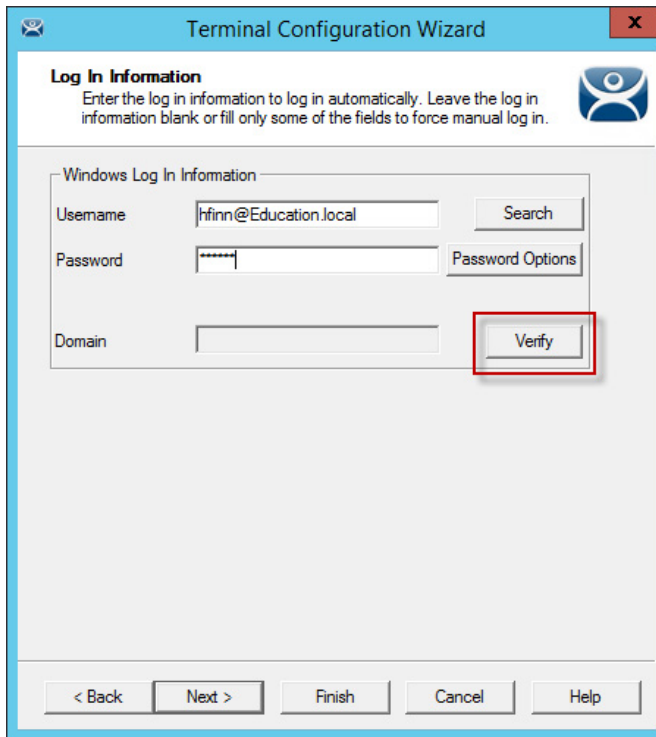 Terminal Configuration Wizard
x
Log In Information
Enter the log in information to log in automatically. Leave the log in
information blank or fill only some of the fields to force manual log in.
Windows Log In Information
Username
hfinn@Education.local
Search
Password
******
Password Options
Domain
Verify
< Back
Next >
Finish
Cancel
Help